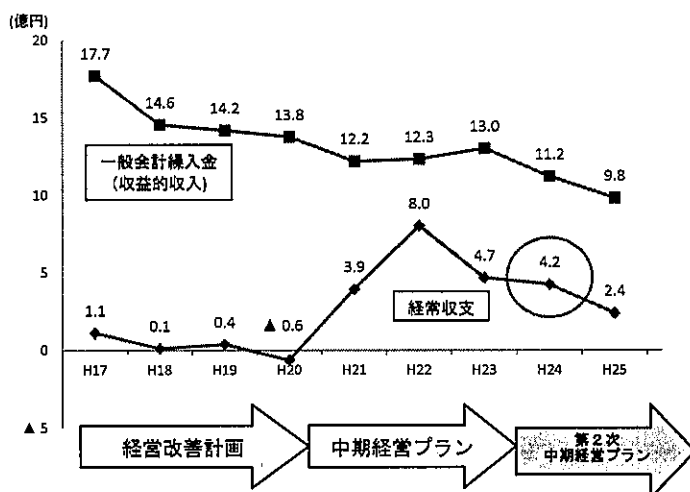 (億円)
20
17.7
14.6
14.2
13.8
12.2
12.3
13.0
11.2
9.8
15
一般会計繰入金
(収益的収入)
10
8.0
3.9
4.7
4.2
2.4
5
経常収支
1.1
0.1
0.4
▲ 0.6
0
H17
H18
H19
H20
H21
H22
H23
H24
H25
▲ 5
経営改善計画
中期経営プラン
第2次
中期経営プラン